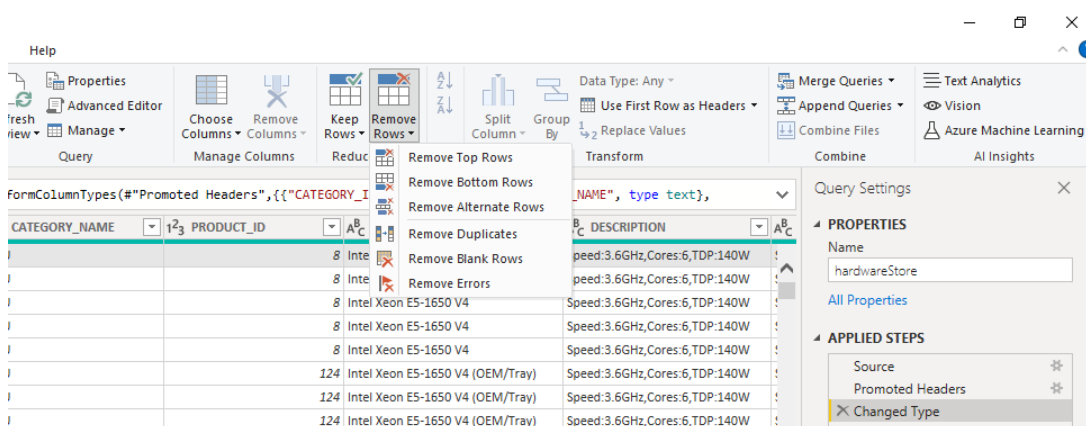 Help
Properties
Advanced Editor
Manage
Query
Choose Columns
Remove Columns
Manage Columns
Keep Rows
Remove Rows
A Z
Z A
Split Column
Group By
Data Type: Any
Use First Row as Headers
1 2 Replace Values
Transform
Merge Queries
Append Queries
Combine Files
Combine
Text Analytics
Vision
Azure Machine Learning
AI Insights
Remove Top Rows
Remove Bottom Rows
Remove Alternate Rows
Remove Duplicates
Remove Blank Rows
Remove Errors
formColumnTypes(#"Promoted Headers",{{"CATEGORY_I
_NAME", type text},
CATEGORY_NAME 123 PRODUCT_ID ABC DESCRIPTION ABC
8 Inte peed:3.6GHz,Cores:6,TDP:140W
8 Inte peed:3.6GHz,Cores:6,TDP:140W
8 Intel Xeon E5-1650 V4 Speed:3.6GHz,Cores:6,TDP:140W
8 Intel Xeon E5-1650 V4 Speed:3.6GHz,Cores:6,TDP:140W
8 Intel Xeon E5-1650 V4 Speed:3.6GHz,Cores:6,TDP:140W
124 Intel Xeon E5-1650 V4 (OEM/Tray) Speed:3.6GHz,Cores:6,TDP:140W
124 Intel Xeon E5-1650 V4 (OEM/Tray) Speed:3.6GHz,Cores:6,TDP:140W
124 Intel Xeon E5-1650 V4 (OEM/Tray) Speed:3.6GHz,Cores:6,TDP:140W
Query Settings
PROPERTIES
Name
hardwareStore
All Properties
APPLIED STEPS
Source
Promoted Headers
Changed Type